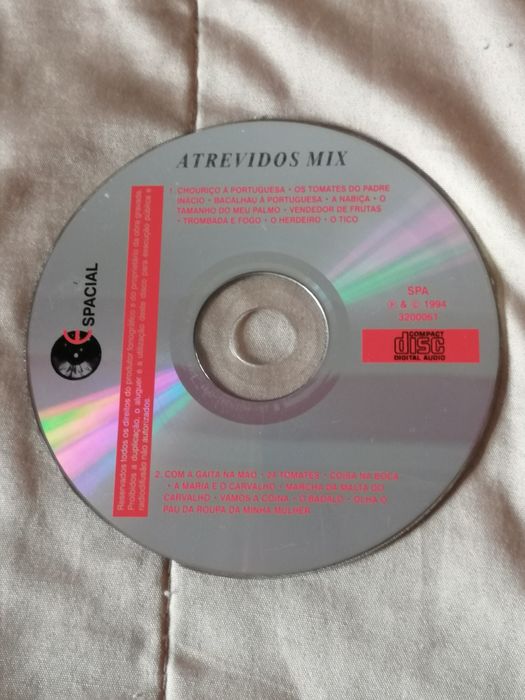 ATREVIDOS MIX
1. CHOURIÇO À PORTUGUESA • OS TOMATES DO PADRE
INÁCIO • BACALHAU À PORTUGUESA • A NABIÇA • O
TAMANHO DO MEU PALMO • VENDEDOR DE FRUTAS
• TROMBADA E FOGO • O HERDEIRO • O TICO
ESPACIAL
Reservados todos os direitos do produtor fonográfico e do proprietário da obra gravada.
Proibidos a duplicação, o aluguer e a utilização deste disco para execução pública e
radiodifusão não autorizados.
SPA
Ⓟ & © 1994
3200061
COMPACT
disc
DIGITAL AUDIO
2. COM A GAITA NA MÃO • 24 TOMATES • COISA NA BOCA
• A MARIA E O CARVALHO • MARCHA DA MALTA DO
CARVALHO • VAMOS À COINA • O BADALO • OLHA O
PAU DA ROUPA DA MINHA MULHER